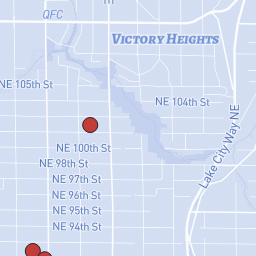 QFC
VICTORY HEIGHTS
NE 105th St
NE 104th St
NE 100th St
NE 98th St
NE 97th St
NE 96th St
NE 95th St
NE 94th St
Lake City Way NE